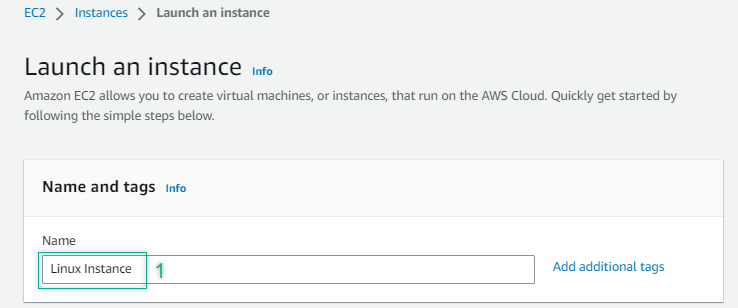 EC2 > Instances > Launch an instance
Launch an instance Info
Amazon EC2 allows you to create virtual machines, or instances, that run on the AWS Cloud. Quickly get started by
following the simple steps below.
Name and tags Info
Name
Linux Instance 1 Add additional tags